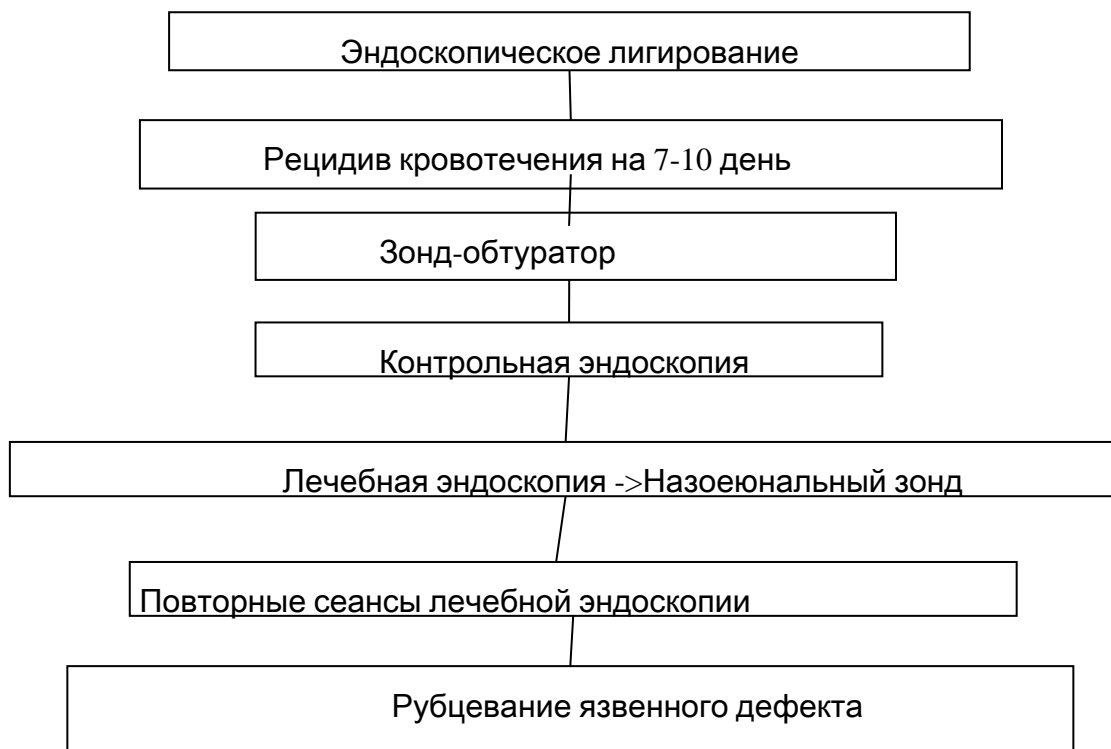 Эндоскопическое лигирование
Рецидив кровотечения на 7-10 день
Зонд-обтуратор
Контрольная эндоскопия
Лечебная эндоскопия ->Назоеюнальный зонд
Повторные сеансы лечебной эндоскопии
Рубцевание язвенного дефекта